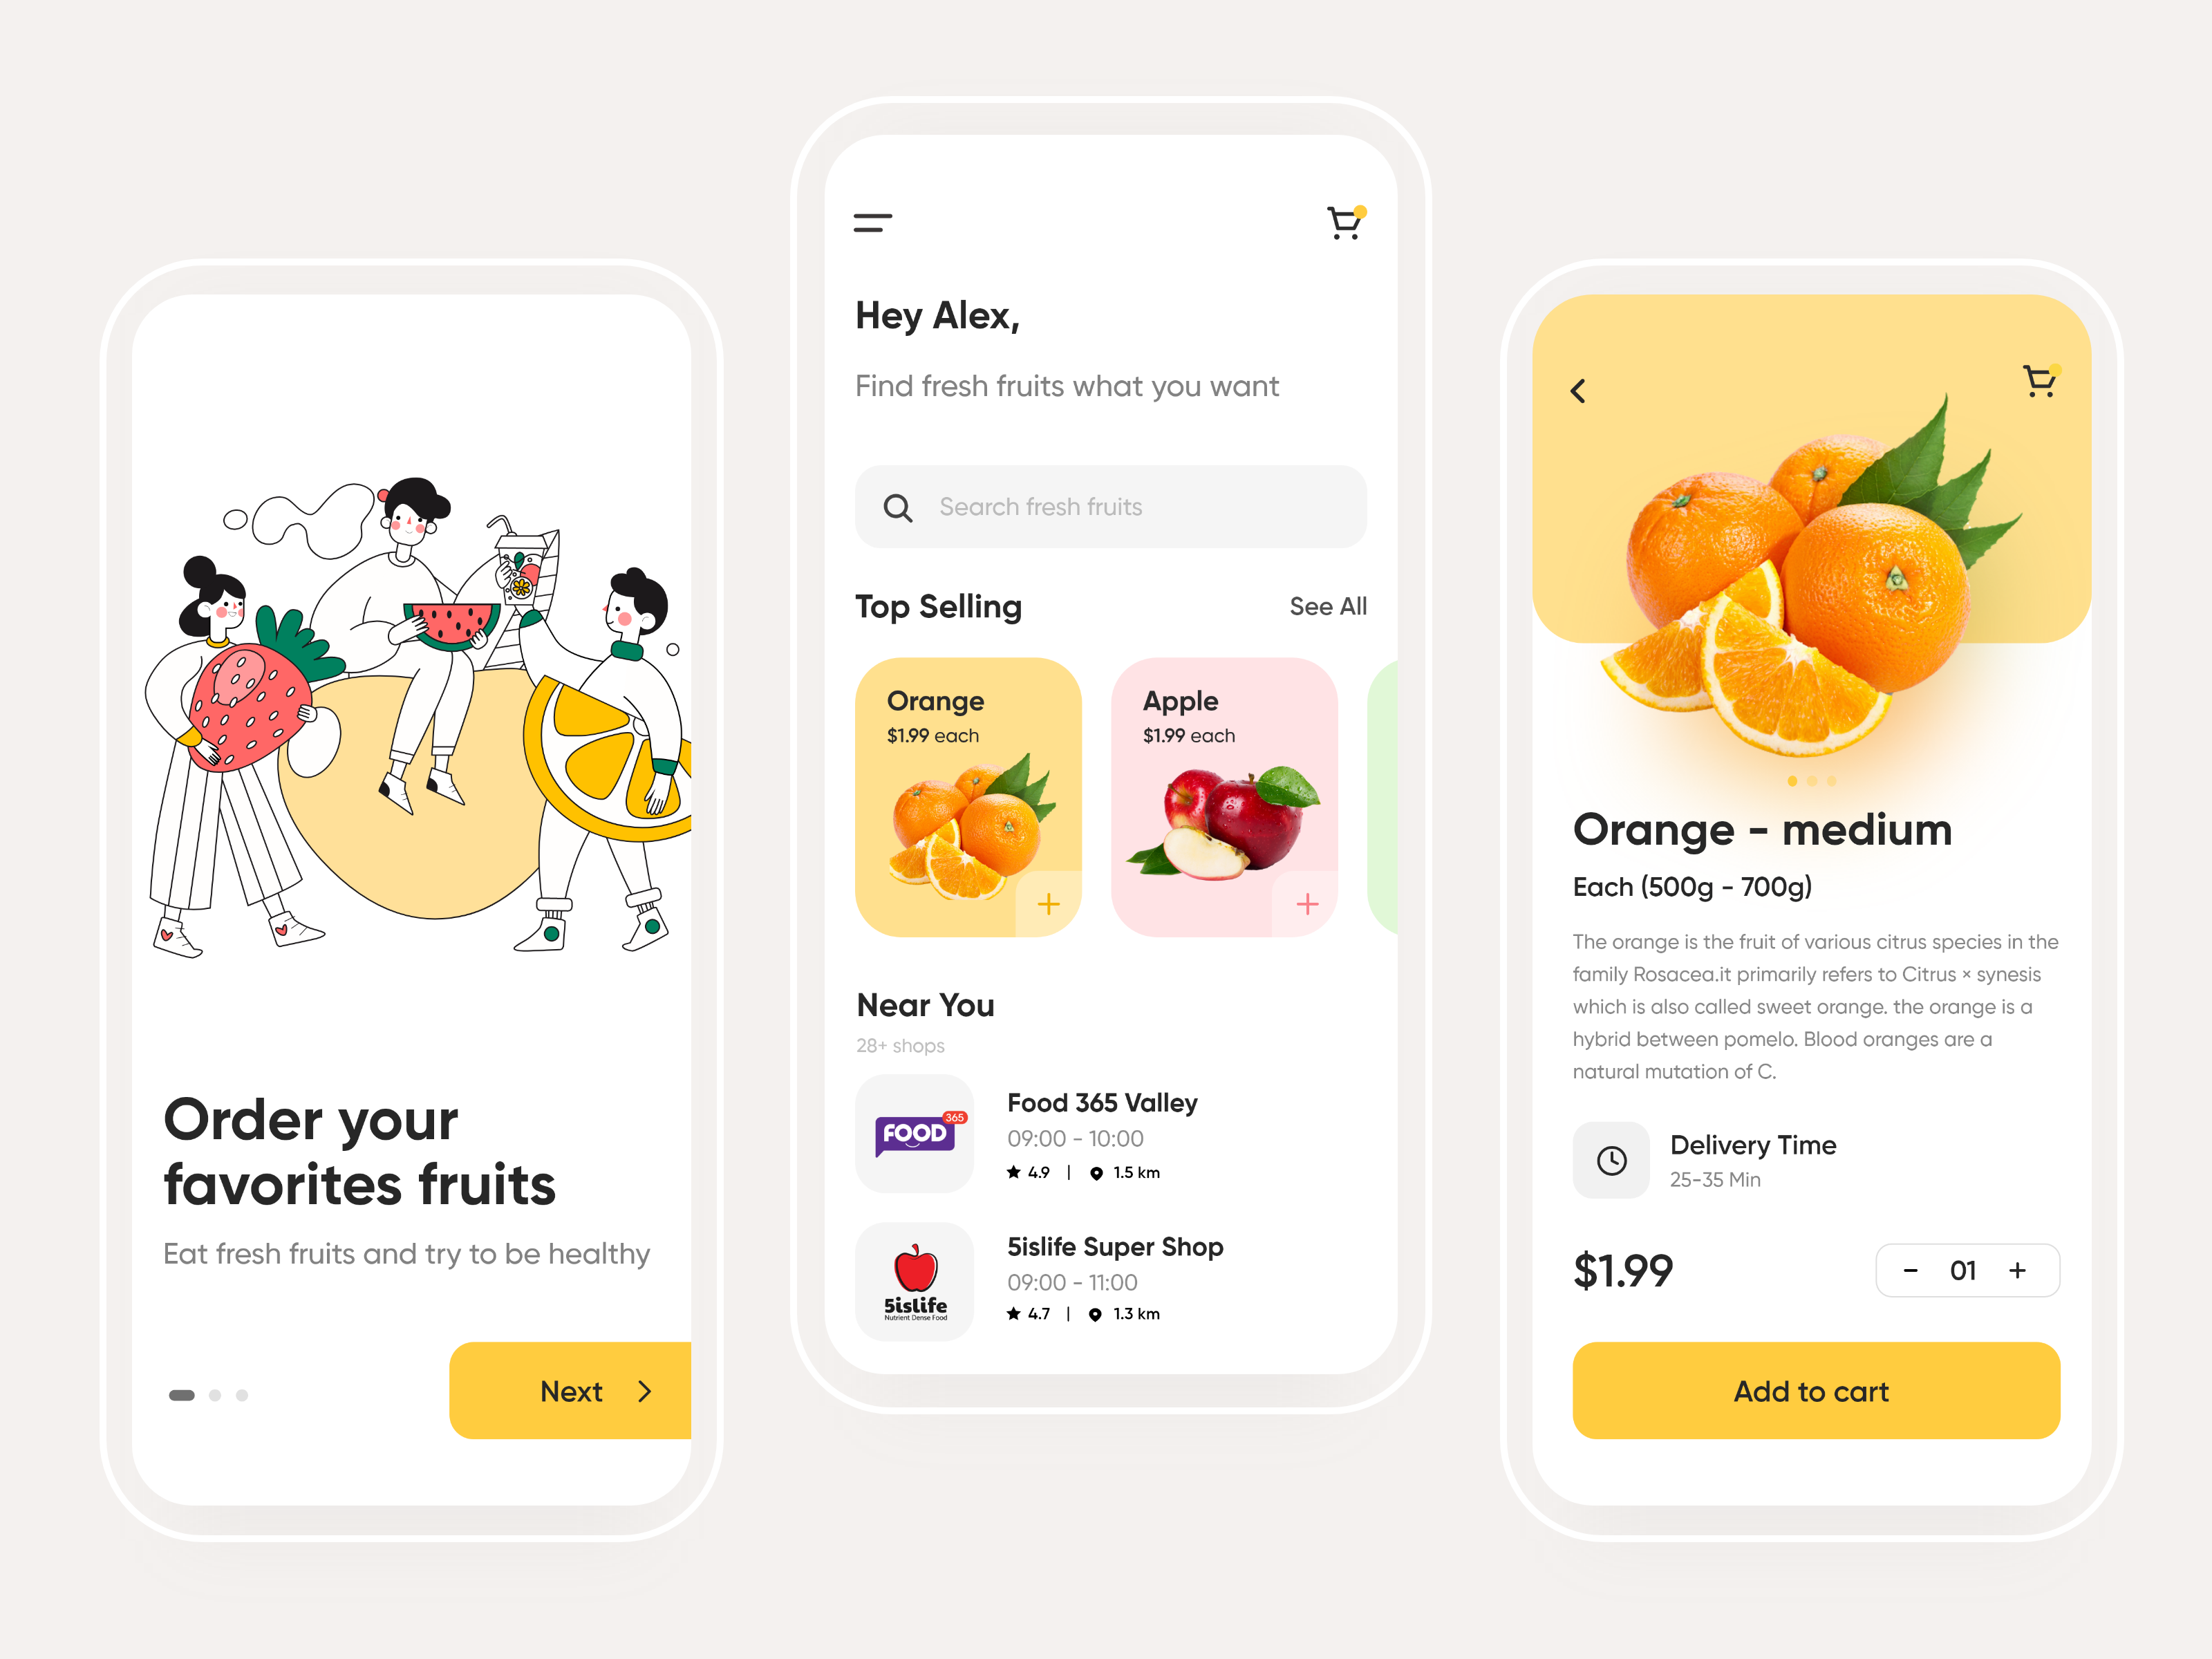 Order your
favorites fruits
Eat fresh fruits and try to be healthy
Next
Hey Alex,
Find fresh fruits what you want
Search fresh fruits
Top Selling
See All
Orange
$1.99 each
Apple
$1.99 each
Near You
28+ shops
FOOD
365
Food 365 Valley
09:00 - 10:00
4.9 | 1.5 km
5islife
Nutrient Dense Food
5islife Super Shop
09:00 - 11:00
4.7 | 1.3 km
Orange - medium
Each (500g - 700g)
The orange is the fruit of various citrus species in the
family Rosacea.it primarily refers to Citrus × synesis
which is also called sweet orange. the orange is a
hybrid between pomelo. Blood oranges are a
natural mutation of C.
Delivery Time
25-35 Min
$1.99
- 01 +
Add to cart